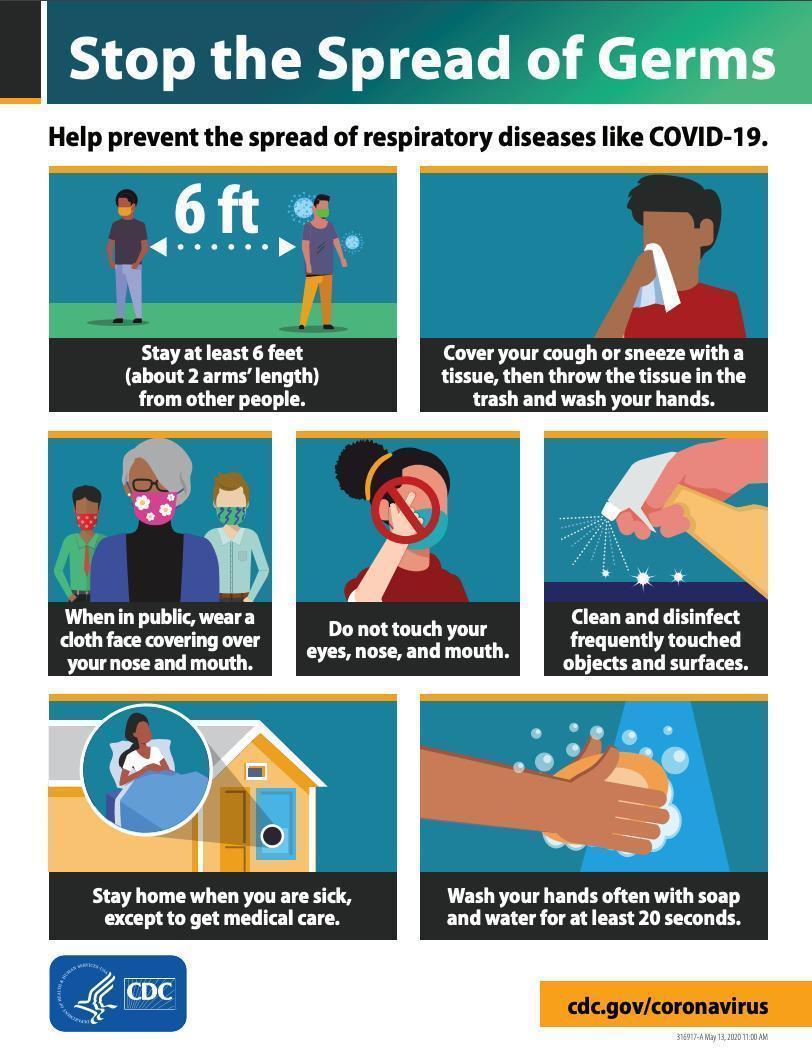 Stop the Spread of Germs
Help prevent the spread of respiratory diseases like COVID-19.
6 ft
Stay at least 6 feet
(about 2 arms' length)
from other people.
Cover your cough or sneeze with a
tissue, then throw the tissue in the
trash and wash your hands.
When in public, wear a
cloth face covering over
your nose and mouth.
Do not touch your
eyes, nose, and mouth.
Clean and disinfect
frequently touched
objects and surfaces.
Stay home when you are sick,
except to get medical care.
Wash your hands often with soap
and water for at least 20 seconds.
CDC
cdc.gov/coronavirus
316917-A May 13, 2020 11:00 AM